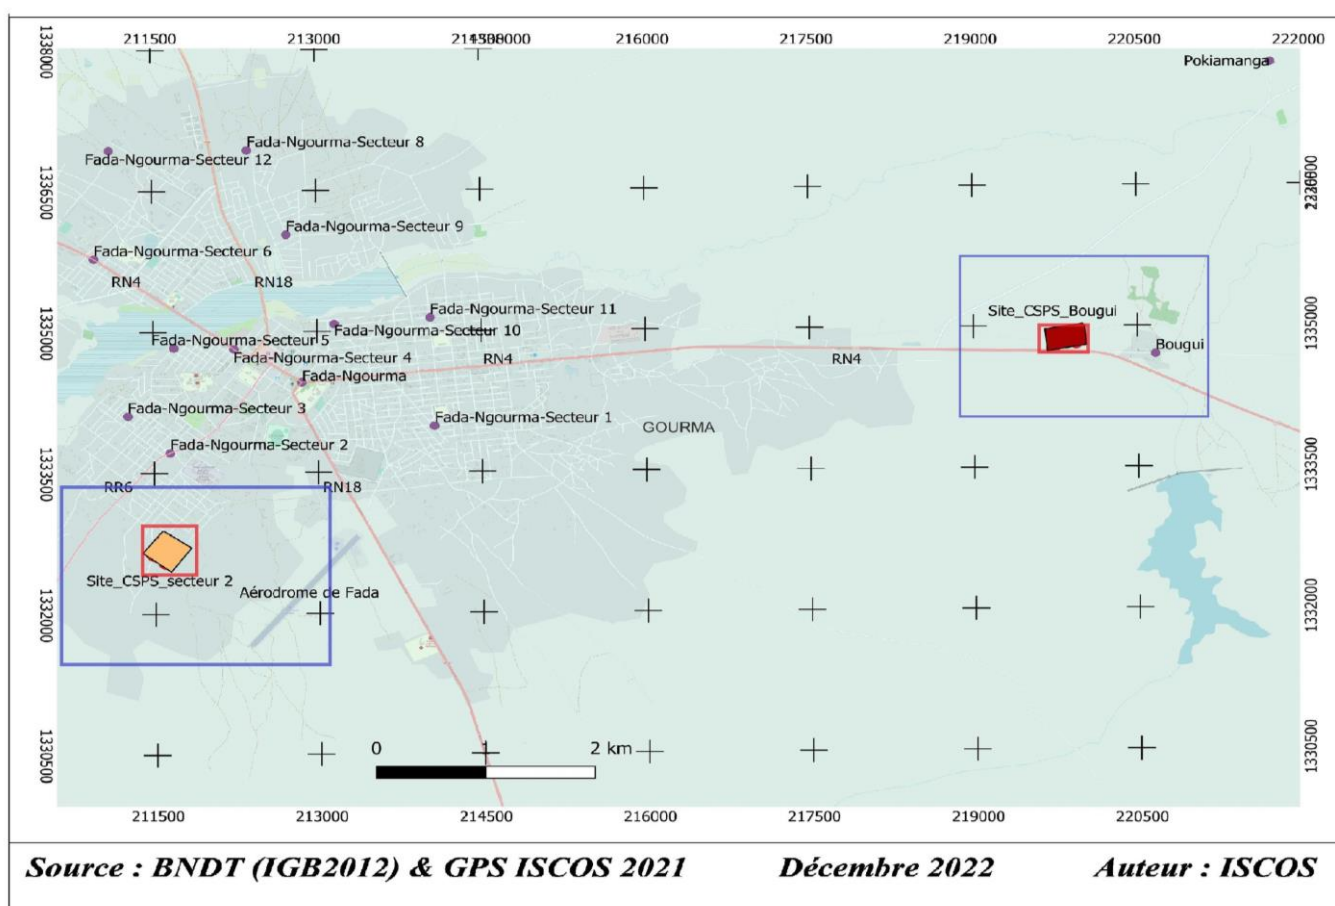 211500 213000 214500 216000 217500 219000 220500 222000
1338000
Pokiamanga
Fada-Ngourma-Secteur 8
Fada-Ngourma-Secteur 12
1336500
Fada-Ngourma-Secteur 9
Fada-Ngourma-Secteur 6
RN4 RN18
Fada-Ngourma-Secteur 11
Site_CSPS_Bougui
1335000 1335000
Fada-Ngourma-Secteur 10
Fada-Ngourma-Secteur 5
Bougui
Fada-Ngourma-Secteur 4 RN4 RN4
Fada-Ngourma
Fada-Ngourma-Secteur 3
Fada-Ngourma-Secteur 1
GOURMA
Fada-Ngourma-Secteur 2
1333500 1333500
RR6 RN18
Site_CSPS_secteur 2
Aérodrome de Fada
1332000 1332000
0 1 2 km
1330500 1330500
211500 213000 214500 216000 217500 219000 220500
Source : BNDT (IGB2012) & GPS ISCOS 2021 Décembre 2022 Auteur : ISCOS